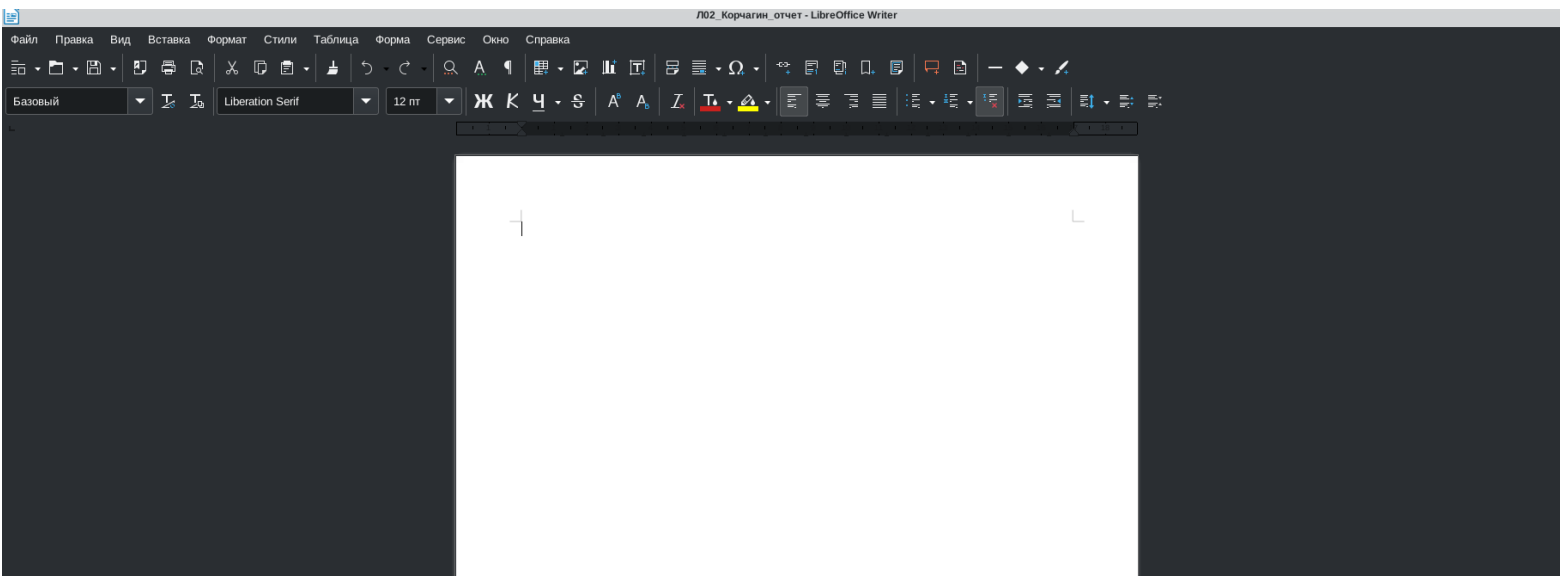 Л02_Корчагин_отчет - LibreOffice Writer
Файл Правка Вид Вставка Формат Стили Таблица Форма Сервис Окно Справка
Базовый Liberation Serif 12 пт Ж К Ч S